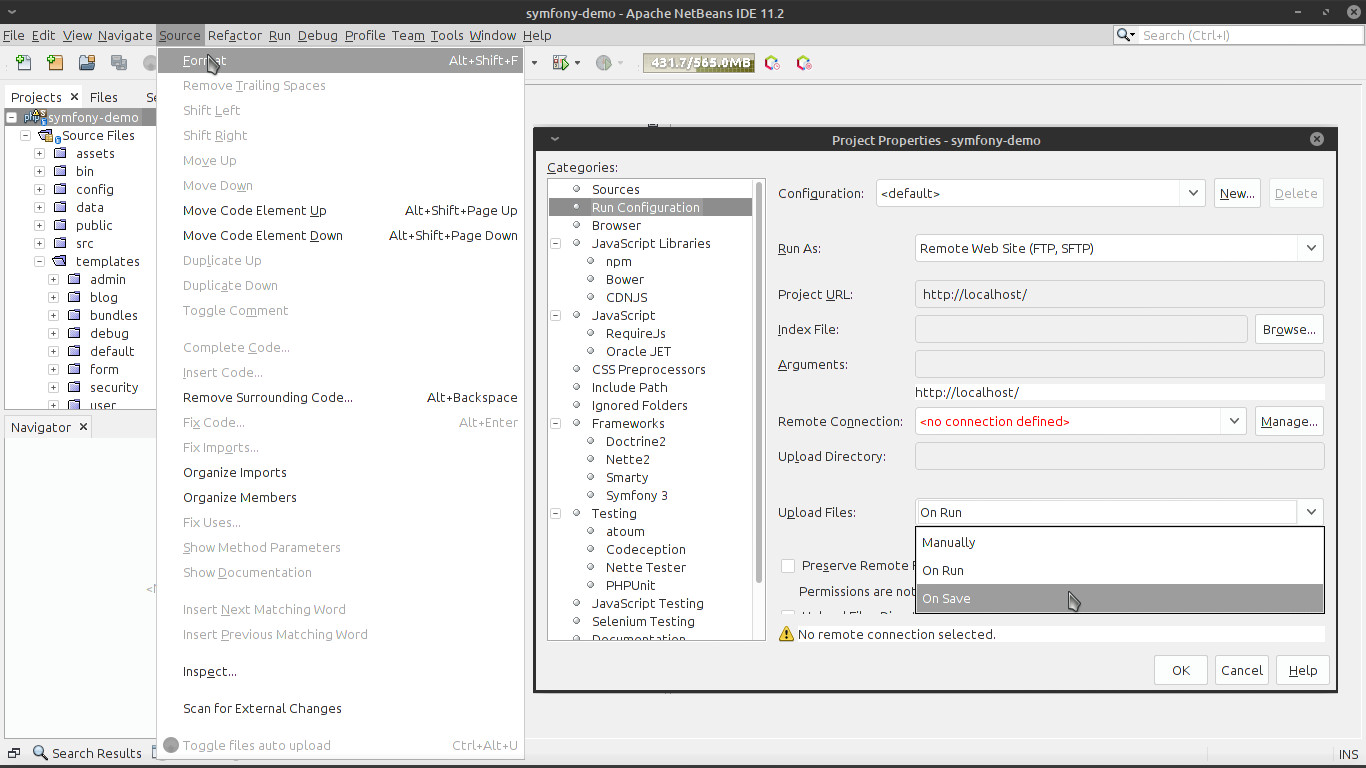 symfony-demo - Apache NetBeans IDE 11.2
File Edit View Navigate Source Refactor Run Debug Profile Team Tools Window Help
Search (Ctrl+I)
431.7/565.0MB
Projects Files
symfony-demo
Source Files
assets
bin
config
data
public
src
templates
admin
blog
bundles
debug
default
form
security
user
Navigator
Format Alt+Shift+F
Remove Trailing Spaces
Shift Left
Shift Right
Move Up
Move Down
Move Code Element Up Alt+Shift+Page Up
Move Code Element Down Alt+Shift+Page Down
Duplicate Up
Duplicate Down
Toggle Comment
Complete Code...
Insert Code...
Remove Surrounding Code... Alt+Backspace
Fix Code... Alt+Enter
Fix Imports...
Organize Imports
Organize Members
Fix Uses...
Show Method Parameters
Show Documentation
Insert Next Matching Word
Insert Previous Matching Word
Inspect...
Scan for External Changes
Toggle files auto upload Ctrl+Alt+U
Project Properties - symfony-demo
Categories:
Sources
Run Configuration
Browser
JavaScript Libraries
npm
Bower
CDNJS
JavaScript
RequireJs
Oracle JET
CSS Preprocessors
Include Path
Ignored Folders
Frameworks
Doctrine2
Nette2
Smarty
Symfony 3
Testing
atoum
Codeception
Nette Tester
PHPUnit
JavaScript Testing
Selenium Testing
Documentation
Configuration: <default> New... Delete
Run As: Remote Web Site (FTP, SFTP)
Project URL: http://localhost/
Index File: Browse...
Arguments:
http://localhost/
Remote Connection: <no connection defined> Manage...
Upload Directory:
Upload Files: On Run
Manually
On Run
On Save
Preserve Remote
Permissions are not
No remote connection selected.
OK Cancel Help
Search Results
INS